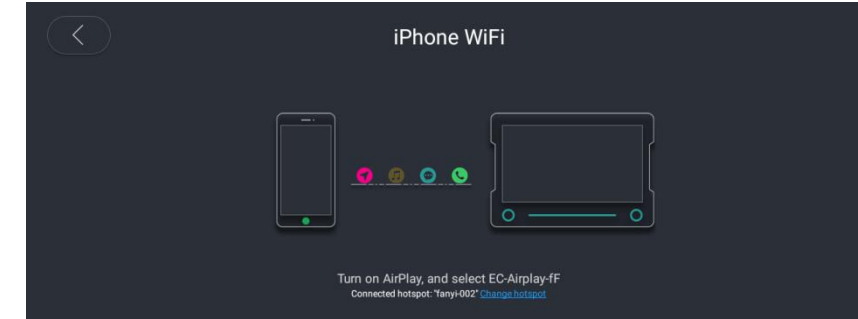 iPhone WiFi
Turn on AirPlay, and select EC-Airplay-fF
Connected hotspot: "fanyi-002" Change hotspot